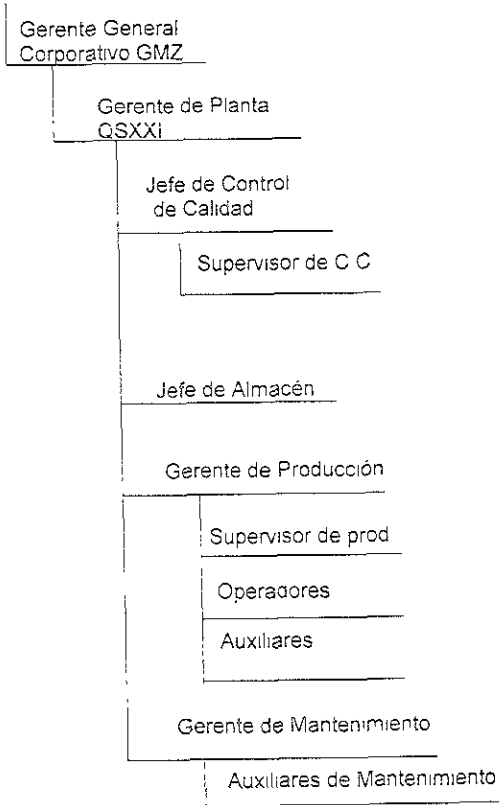 Gerente General
Corporativo GMZ
Gerente de Planta
QSXXI
Jefe de Control
de Calidad
Supervisor de C C
Jefe de Almacén
Gerente de Producción
Supervisor de prod
Operadores
Auxiliares
Gerente de Mantenimiento
Auxiliares de Mantenimiento